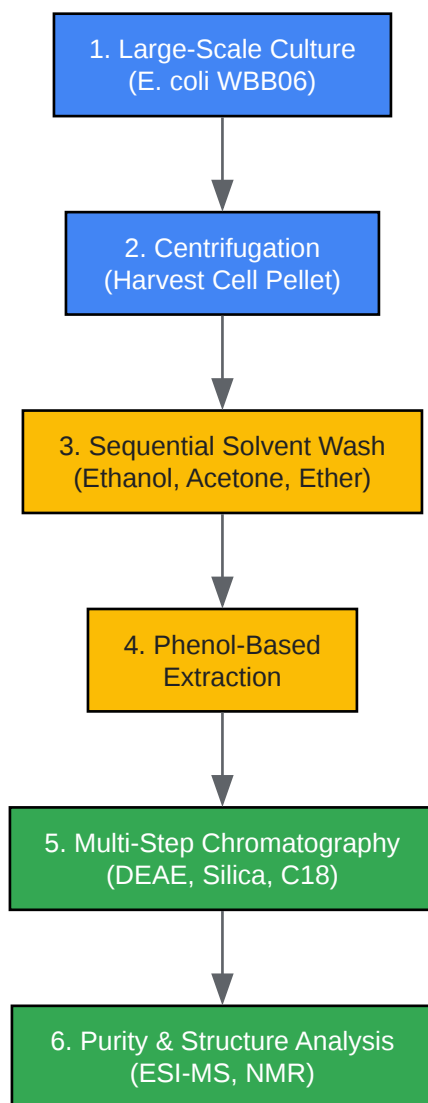 1. Large-Scale Culture
(E. coli WBB06)
2. Centrifugation
(Harvest Cell Pellet)
3. Sequential Solvent Wash
(Ethanol, Acetone, Ether)
4. Phenol-Based
Extraction
5. Multi-Step Chromatography
(DEAE, Silica, C18)
6. Purity & Structure Analysis
(ESI-MS, NMR)